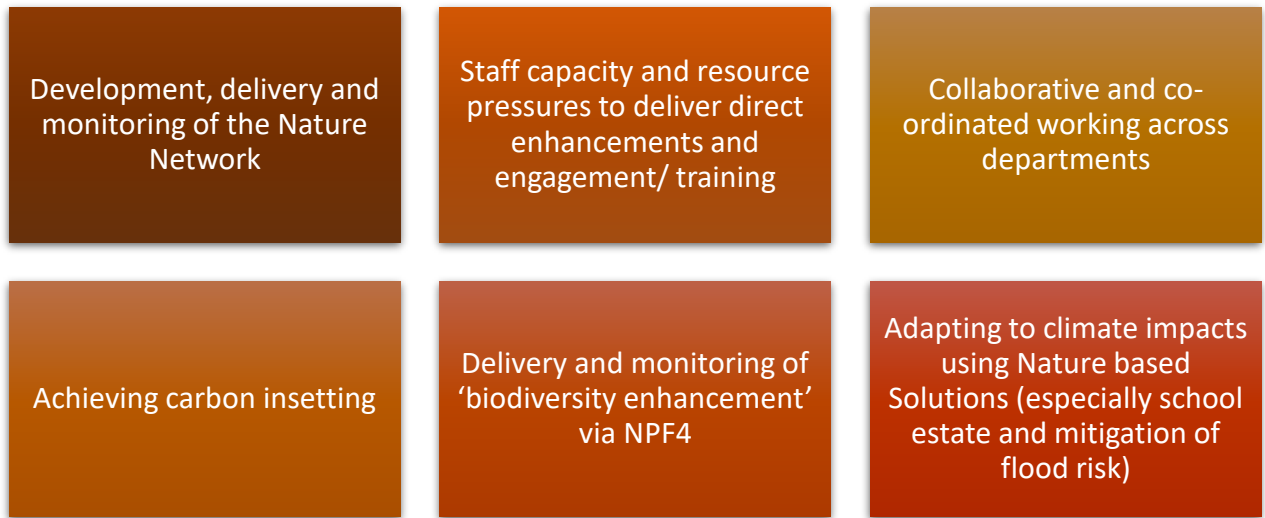 Development, delivery and
monitoring of the Nature
Network
Staff capacity and resource
pressures to deliver direct
enhancements and
engagement/ training
Collaborative and co-
ordinated working across
departments
Achieving carbon insetting
Delivery and monitoring of
‘biodiversity enhancement’
via NPF4
Adapting to climate impacts
using Nature based
Solutions (especially school
estate and mitigation of
flood risk)